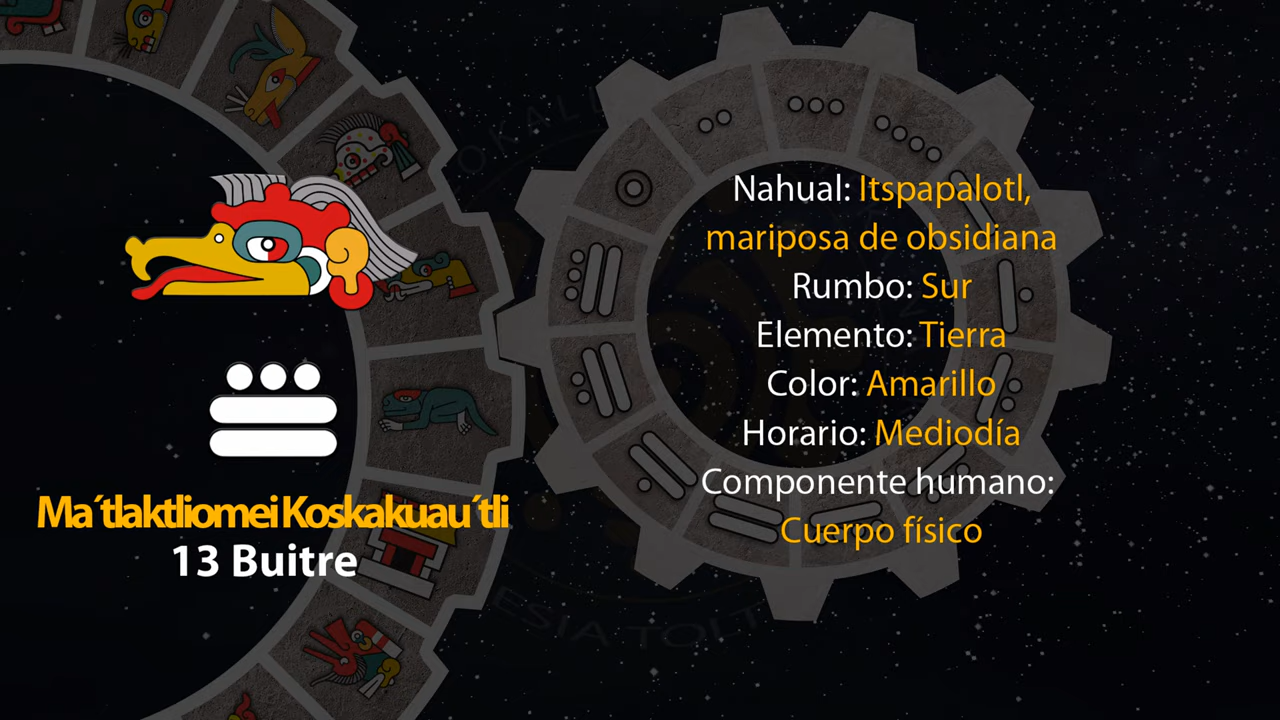 Nahual: Itspapalotl,
mariposa de obsidiana
Rumbo: Sur
Elemento: Tierra
Color: Amarillo
Horario: Mediodía
Componente humano:
Cuerpo físico
Ma´tlaktliomei Koskakuau´tli
13 Buitre